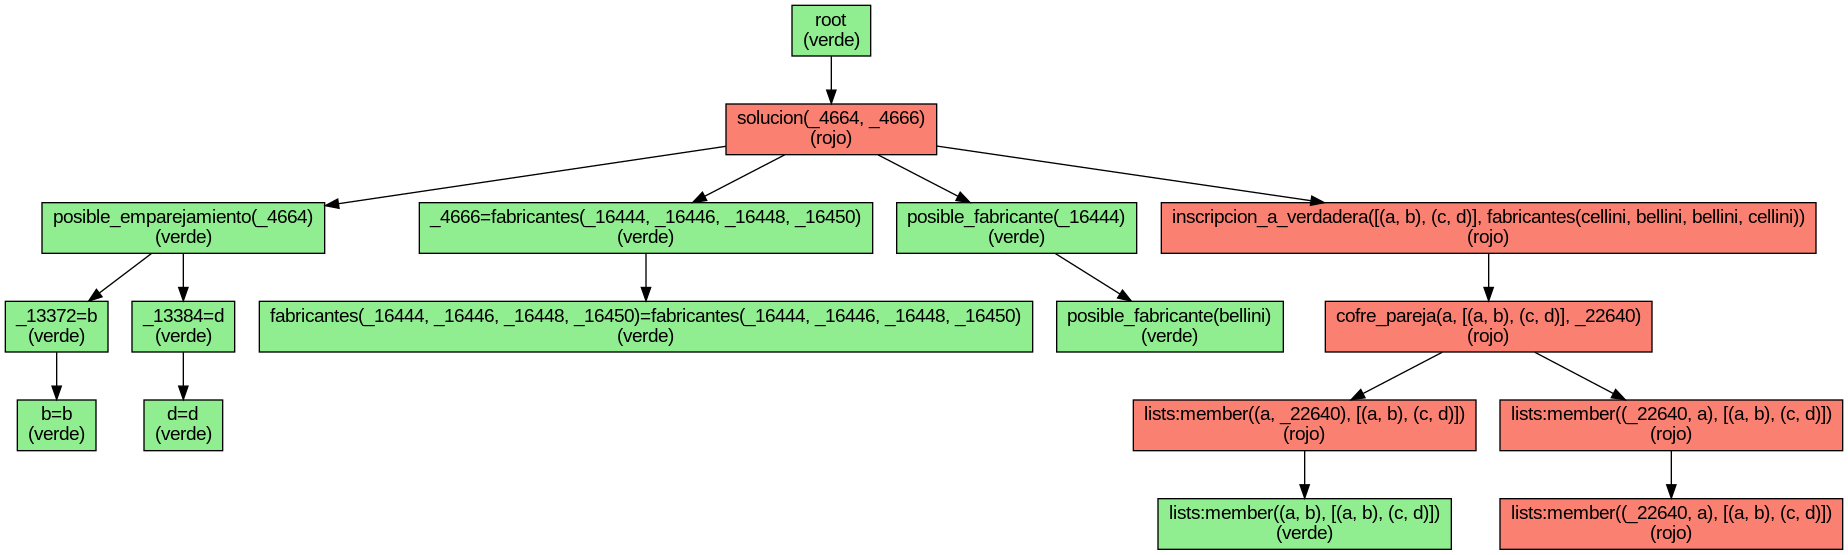 root
(verde)
solucion(_4664, _4666)
(rojo)
posible_emparejamiento(_4664)
(verde)
_4666=fabricantes(_16444, _16446, _16448, _16450)
(verde)
posible_fabricante(_16444)
(verde)
inscripcion_a_verdadera([(a, b), (c, d)], fabricantes(cellini, bellini, bellini, cellini))
(rojo)
_13372=b
(verde)
_13384=d
(verde)
fabricantes(_16444, _16446, _16448, _16450)=fabricantes(_16444, _16446, _16448, _16450)
(verde)
posible_fabricante(bellini)
(verde)
cofre_pareja(a, [(a, b), (c, d)], _22640)
(rojo)
b=b
(verde)
d=d
(verde)
lists:member((a, _22640), [(a, b), (c, d)])
(rojo)
lists:member((_22640, a), [(a, b), (c, d)])
(rojo)
lists:member((a, b), [(a, b), (c, d)])
(verde)
lists:member((_22640, a), [(a, b), (c, d)])
(rojo)